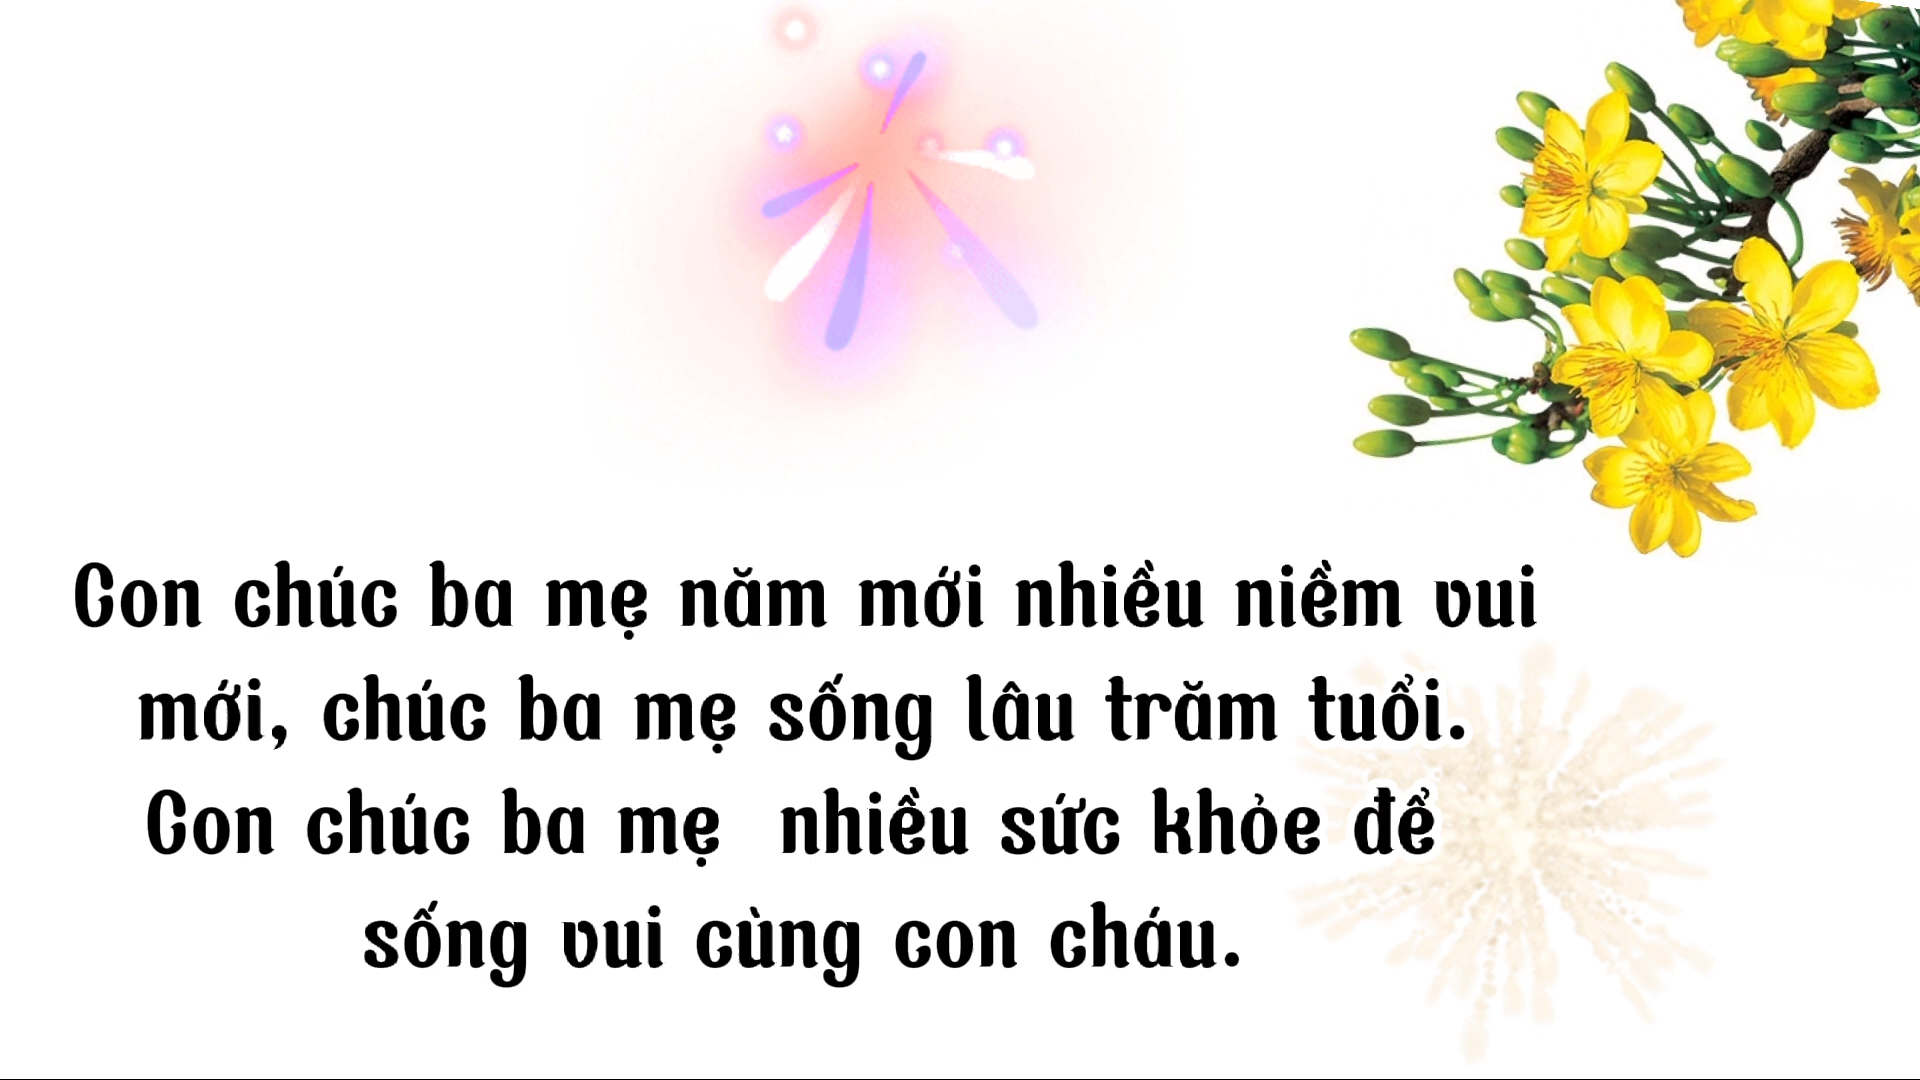 Con chúc ba mẹ năm mới nhiều niềm vui
mới, chúc ba mẹ sống lâu trăm tuổi.
Con chúc ba mẹ  nhiều sức khỏe để
sống vui cùng con cháu.